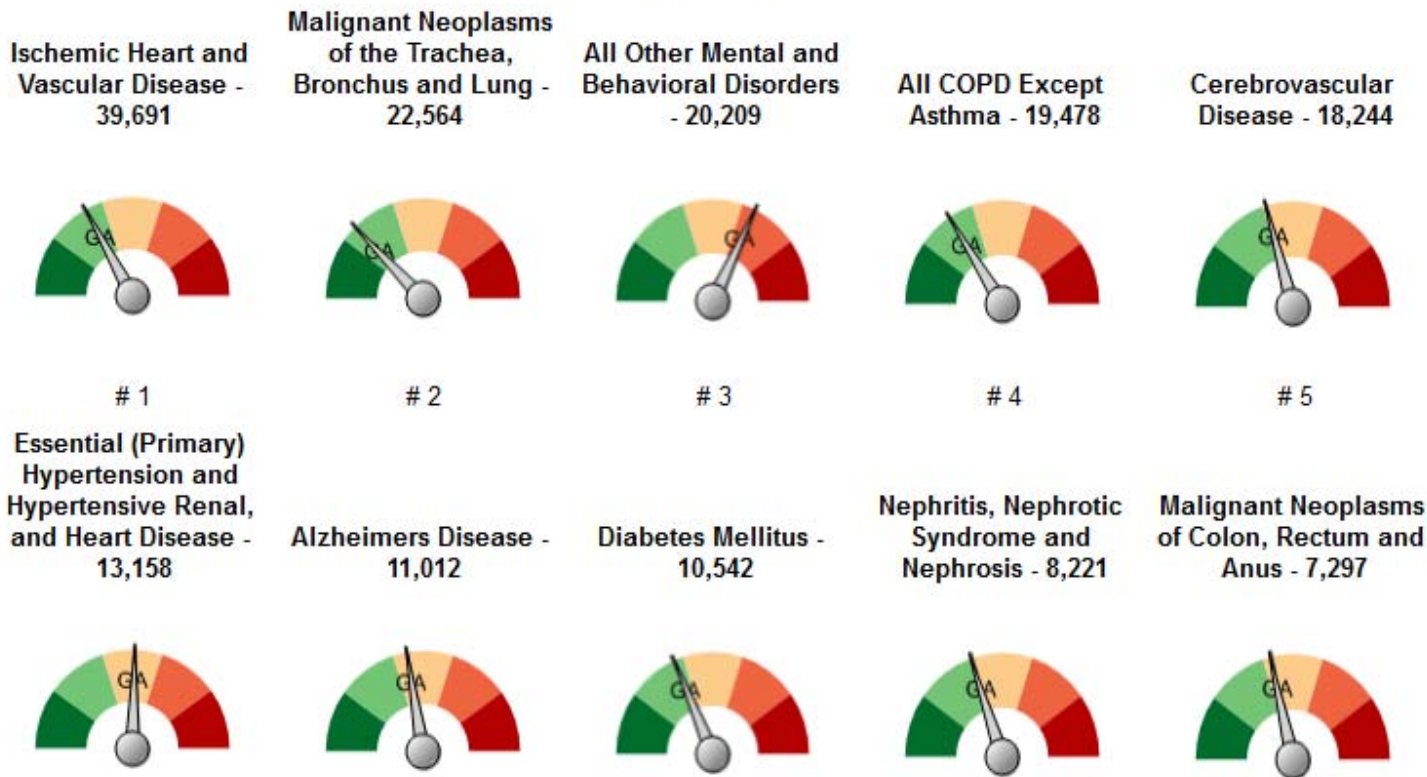 Ischemic Heart and
Vascular Disease -
39,691
Malignant Neoplasms
of the Trachea,
Bronchus and Lung -
22,564
All Other Mental and
Behavioral Disorders
- 20,209
All COPD Except
Asthma - 19,478
Cerebrovascular
Disease - 18,244
GA
GA
GA
GA
GA
# 1
# 2
# 3
# 4
# 5
Essential (Primary)
Hypertension and
Hypertensive Renal,
and Heart Disease -
13,158
Alzheimers Disease -
11,012
Diabetes Mellitus -
10,542
Nephritis, Nephrotic
Syndrome and
Nephrosis - 8,221
Malignant Neoplasms
of Colon, Rectum and
Anus - 7,297
GA
GA
GA
GA
GA